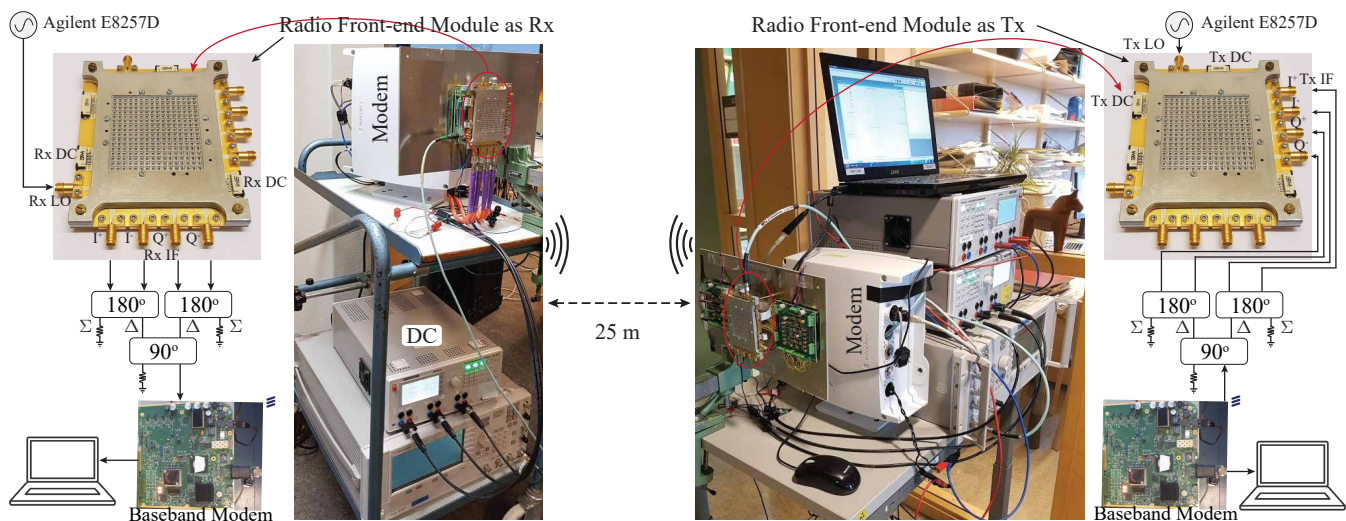 Agilent E8257D
Radio Front-end Module as Rx
Rx DC
Rx DC
Rx LO
I⁺ I⁻ Q⁺ Q⁻
Rx IF
180° 180°
Σ Δ Δ Σ
90°
Baseband Modem
Modem
DC
25 m
Radio Front-end Module as Tx
Agilent E8257D
Tx LO
Tx DC
Tx DC
I⁺ Tx IF
I⁻
Q⁺
Q⁻
Modem
180° 180°
Σ Δ Δ Σ
90°
Baseband Modem